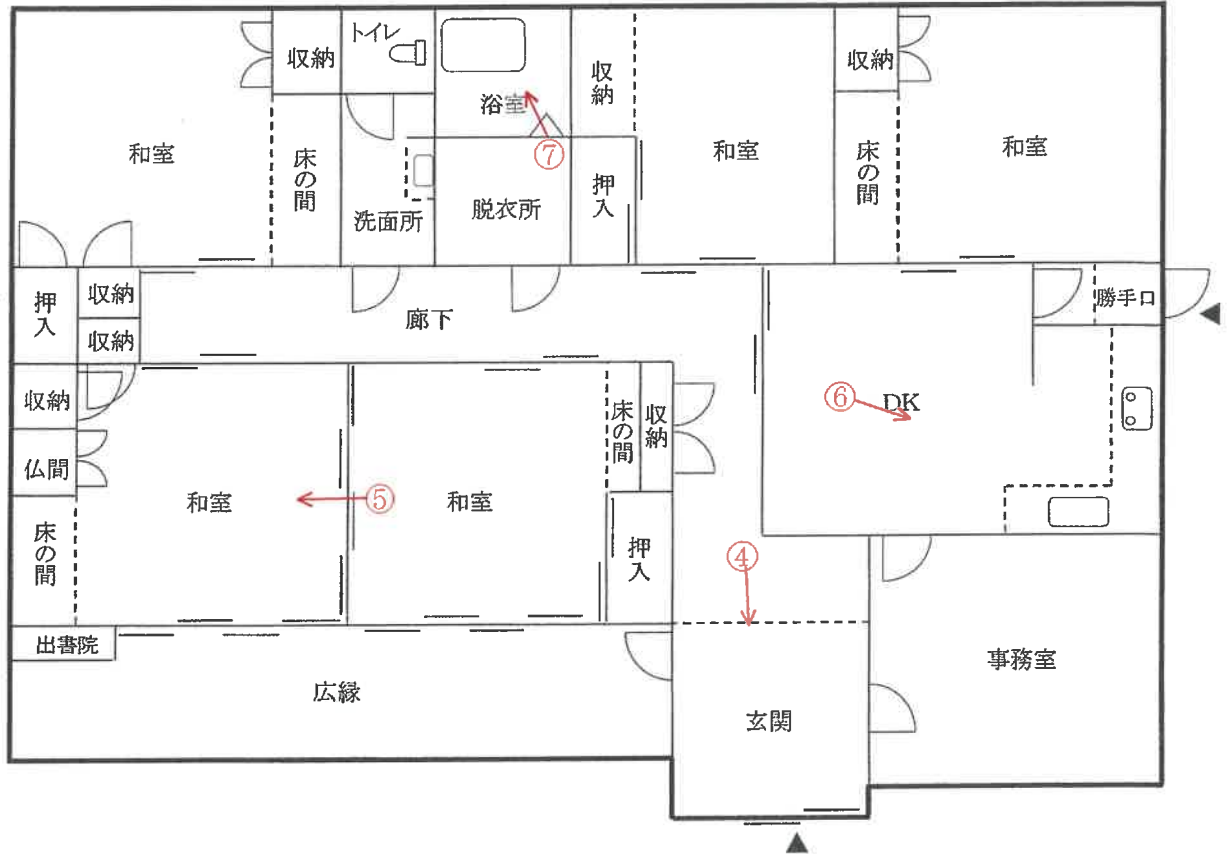 和室
収納
床の間
トイレ
洗面所
浴室
⑦
脱衣所
収納
押入
和室
収納
床の間
和室
押入
収納
収納
廊下
勝手口
収納
仏間
床の間
和室
⑤
和室
床の間
収納
押入
④
⑥
DK
出書院
広縁
玄関
事務室